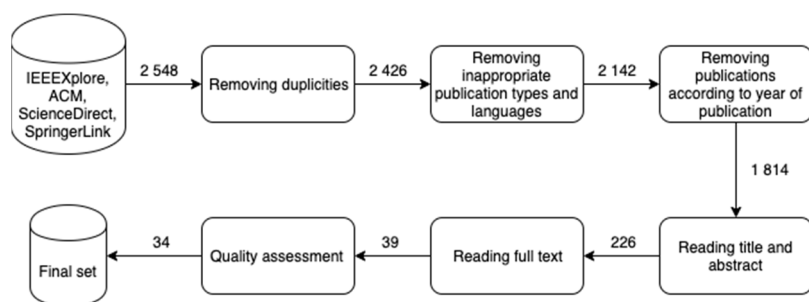 IEEEXplore,
ACM,
ScienceDirect,
SpringerLink
2 548
Removing duplicities
2 426
Removing
inappropriate
publication types and
languages
2 142
Removing
publications
according to year of
publication
1 814
Reading title and
abstract
226
Reading full text
39
Quality assessment
34
Final set